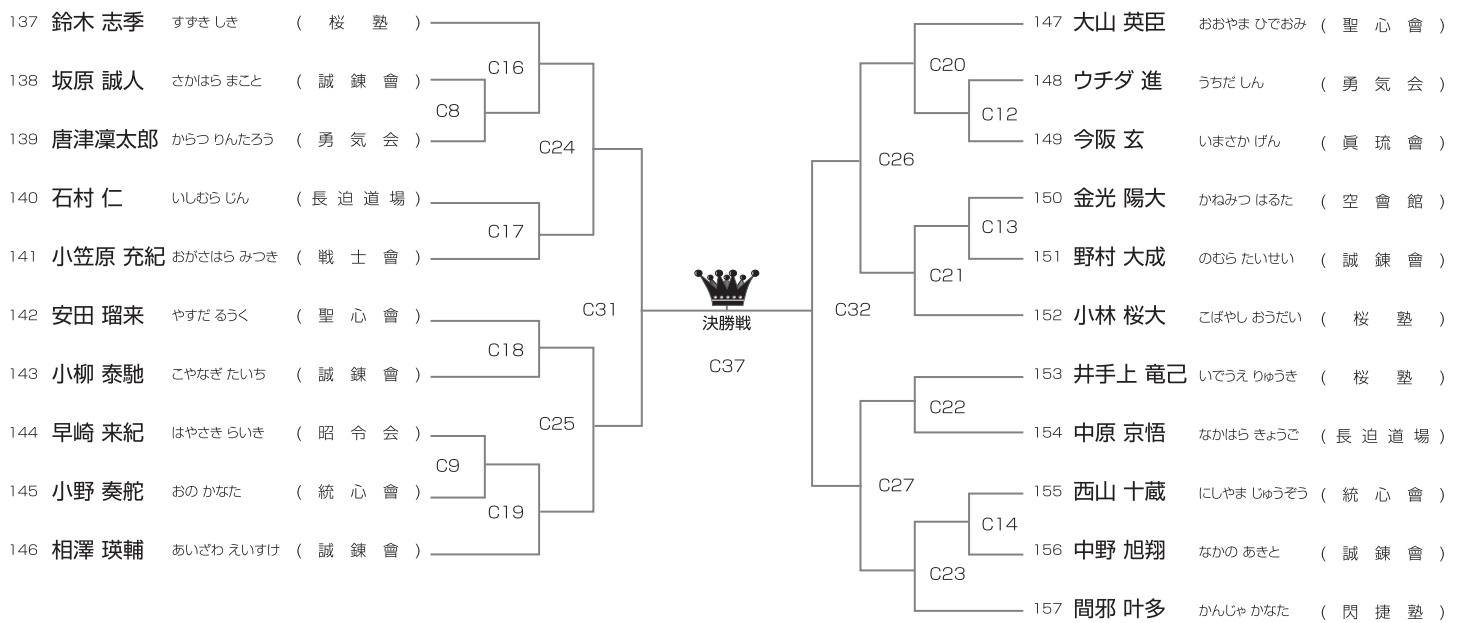 137 鈴木 志季 すずき しき ( 桜 塾 )
C16
138 坂原 誠人 さかはら まこと ( 誠 錬 會 )
C8
139 唐津凜太郎 からつ りんたろう ( 勇 気 会 )
C24
140 石村 仁 いしむら じん ( 長 迫 道 場 )
C17
141 小笠原 充紀 おがさはら みつき ( 戦 士 會 )
C31
142 安田 瑠来 やすだ るうく ( 聖 心 會 )
C18
143 小柳 泰馳 こやなぎ たいち ( 誠 錬 會 )
C25
144 早崎 来紀 はやさき らいき ( 昭 令 会 )
C9
145 小野 奏舵 おの かなた ( 統 心 會 )
C19
146 相澤 瑛輔 あいざわ えいすけ ( 誠 錬 會 )
決勝戦
C37
147 大山 英臣 おおやま ひでおみ ( 聖 心 會 )
C20
148 ウチダ 進 うちだ しん ( 勇 気 会 )
C12
149 今阪 玄 いまさか げん ( 眞 琉 會 )
C26
150 金光 陽大 かねみつ はるた ( 空 會 館 )
C13
151 野村 大成 のむら たいせい ( 誠 錬 會 )
C21
152 小林 桜大 こばやし おうだい ( 桜 塾 )
C32
153 井手上 竜己 いでうえ りゅうき ( 桜 塾 )
C22
154 中原 京悟 なかはら きょうご ( 長 迫 道 場 )
C27
155 西山 十蔵 にしやま じゅうぞう ( 統 心 會 )
C14
156 中野 旭翔 なかの あきと ( 誠 錬 會 )
C23
157 間邪 叶多 かんじゃ かなた ( 閃 捷 塾 )